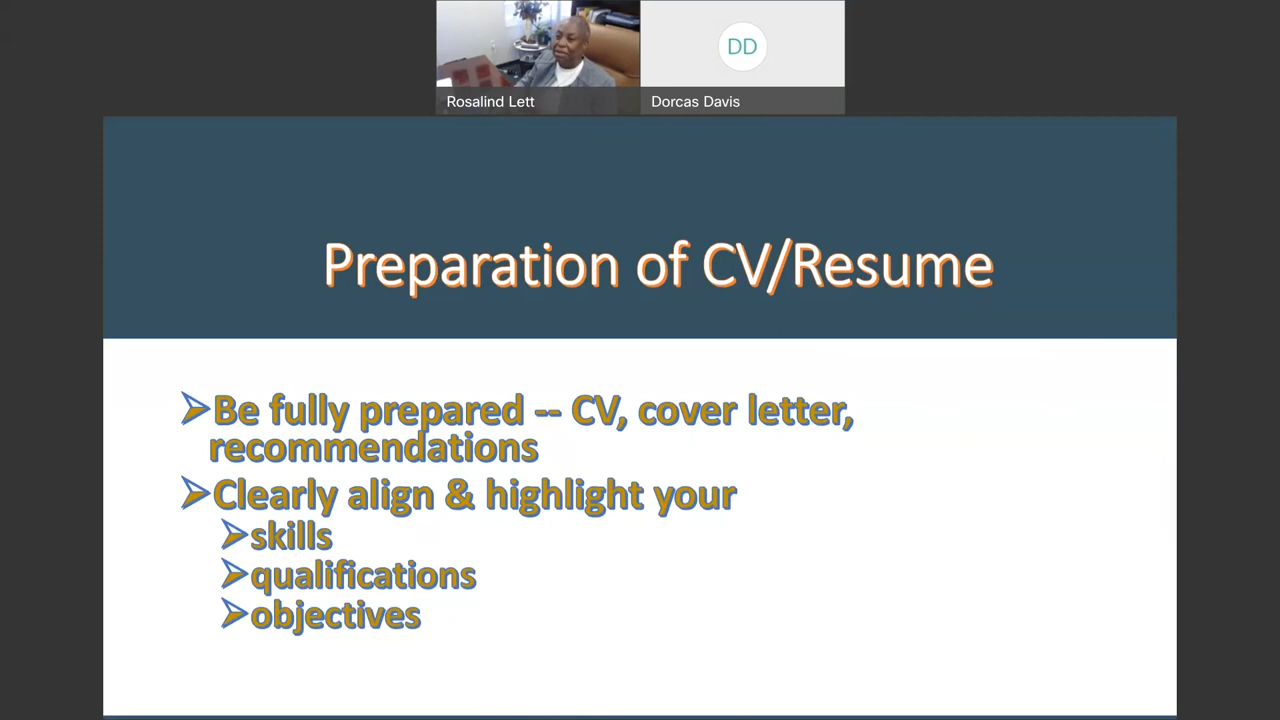 DD
Rosalind Lett
Dorcas Davis
Preparation of CV/Resume
Be fully prepared -- CV, cover letter,
recommendations
Clearly align & highlight your
skills
qualifications
objectives